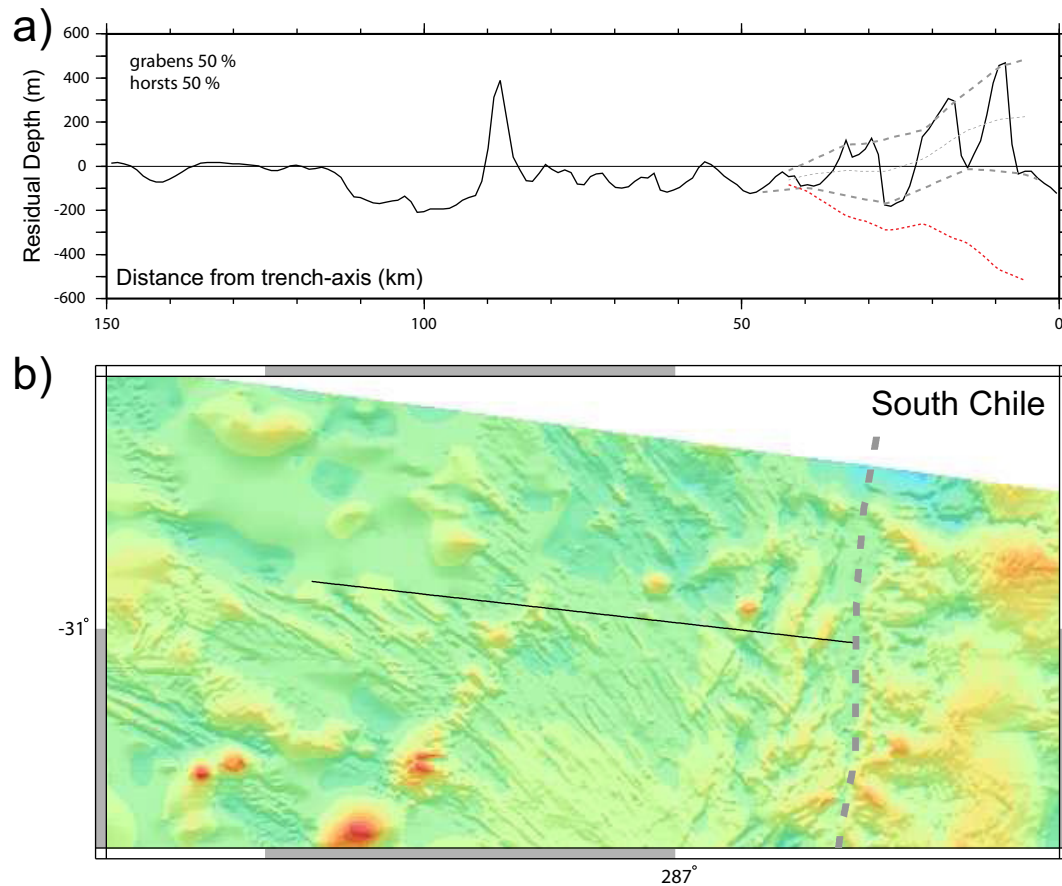 a)
600
400
200
0
-200
-400
-600
Residual Depth (m)
grabens 50 %
horsts 50 %
Distance from trench-axis (km)
150
100
50
0
b)
South Chile
-31°
287°